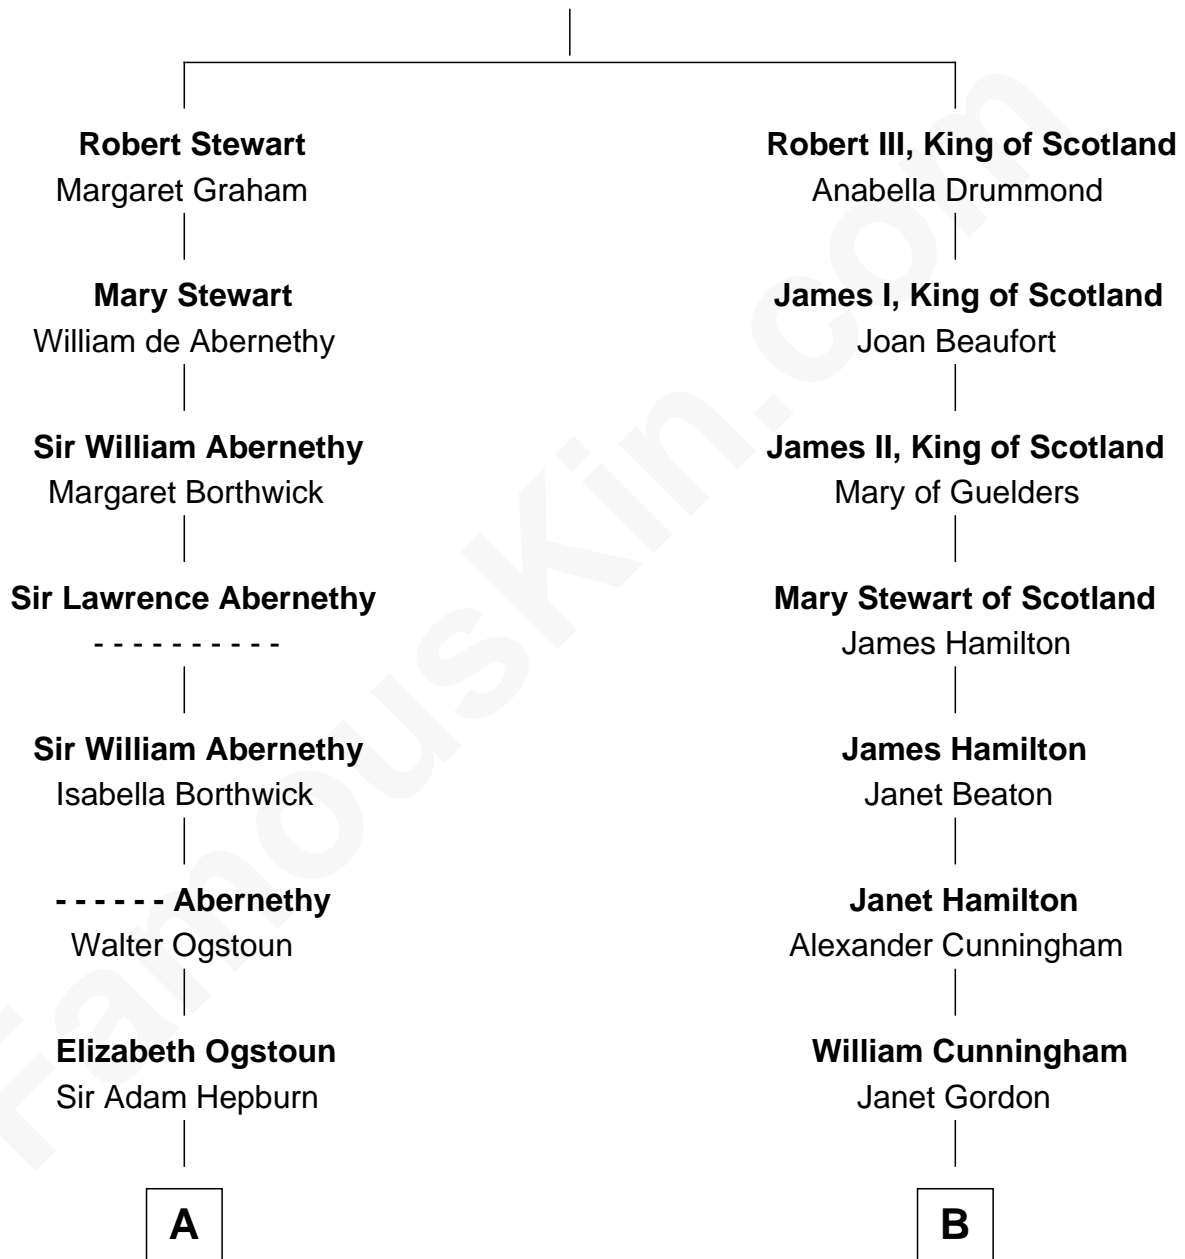 Robert Stewart
Margaret Graham
Mary Stewart
William de Abernethy
Sir William Abernethy
Margaret Borthwick
Sir Lawrence Abernethy
- - - - - - - - - -
Sir William Abernethy
Isabella Borthwick
- - - - - - Abernethy
Walter Ogstoun
Elizabeth Ogstoun
Sir Adam Hepburn
A
Robert III, King of Scotland
Anabella Drummond
James I, King of Scotland
Joan Beaufort
James II, King of Scotland
Mary of Guelders
Mary Stewart of Scotland
James Hamilton
James Hamilton
Janet Beaton
Janet Hamilton
Alexander Cunningham
William Cunningham
Janet Gordon
B
FamousKin.com